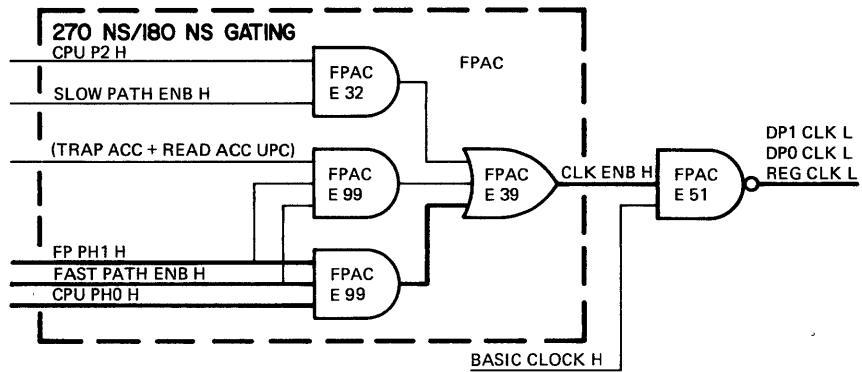 270 NS/180 NS GATING
CPU P2 H
FPAC
E 32
FPAC
SLOW PATH ENB H
(TRAP ACC + READ ACC UPC)
FPAC
E 99
FPAC
E 39
CLK ENB H
FPAC
E 51
DP1 CLK L
DP0 CLK L
REG CLK L
FP PH1 H
FAST PATH ENB H
CPU PH0 H
FPAC
E 99
BASIC CLOCK H